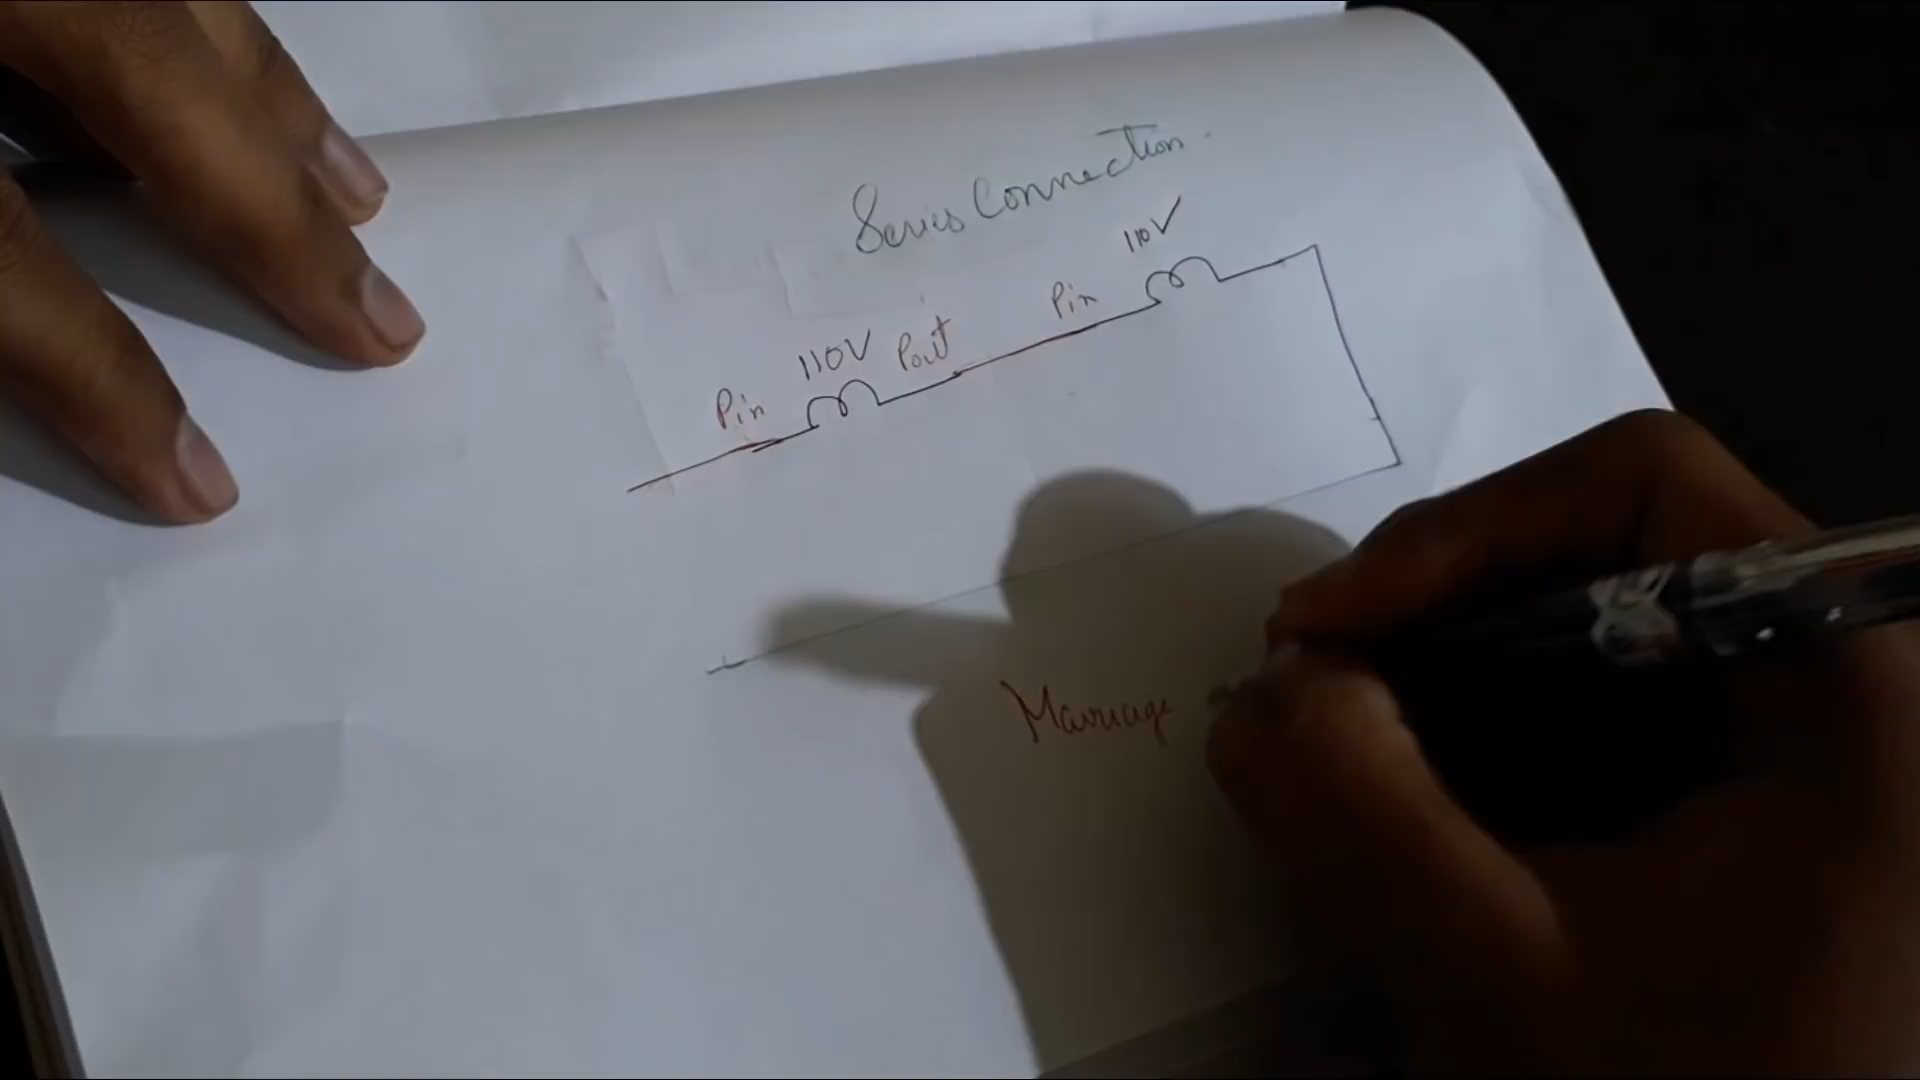 Series Connection.
110V
Pin
110V Pout
Pin
Marriage